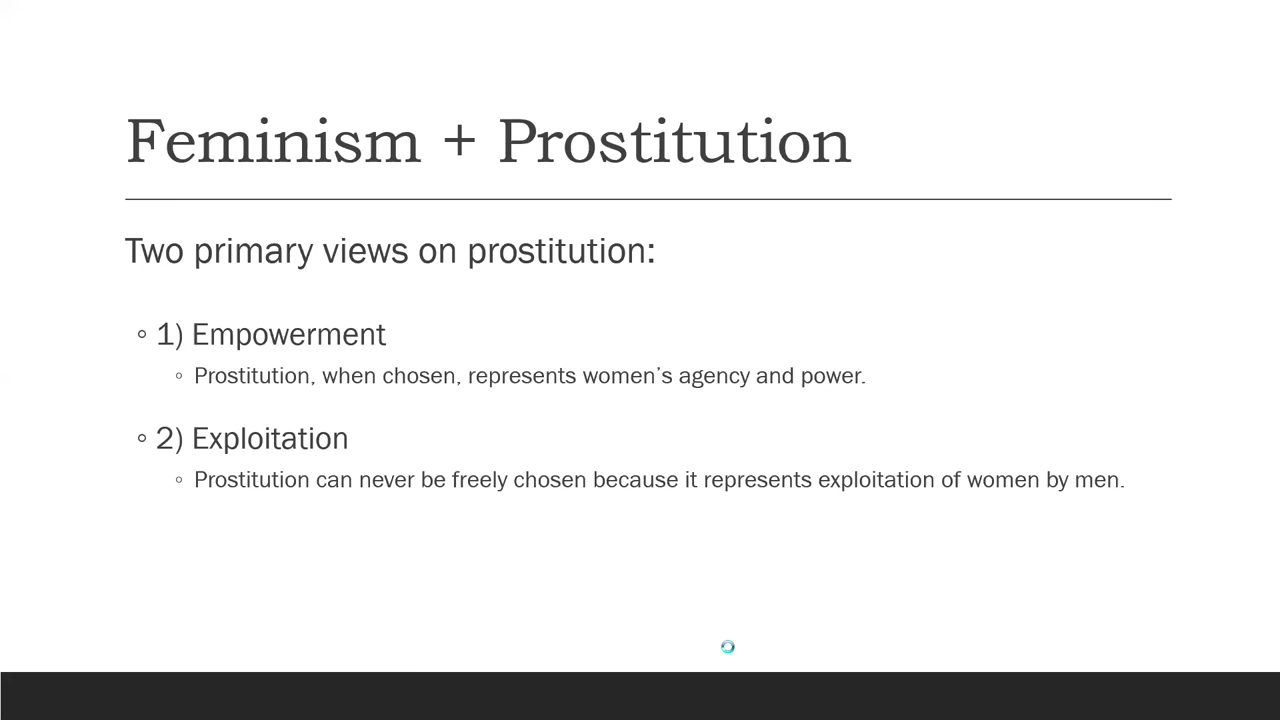 Feminism + Prostitution
Two primary views on prostitution:
◦ 1) Empowerment
◦ Prostitution, when chosen, represents women’s agency and power.
◦ 2) Exploitation
◦ Prostitution can never be freely chosen because it represents exploitation of women by men.